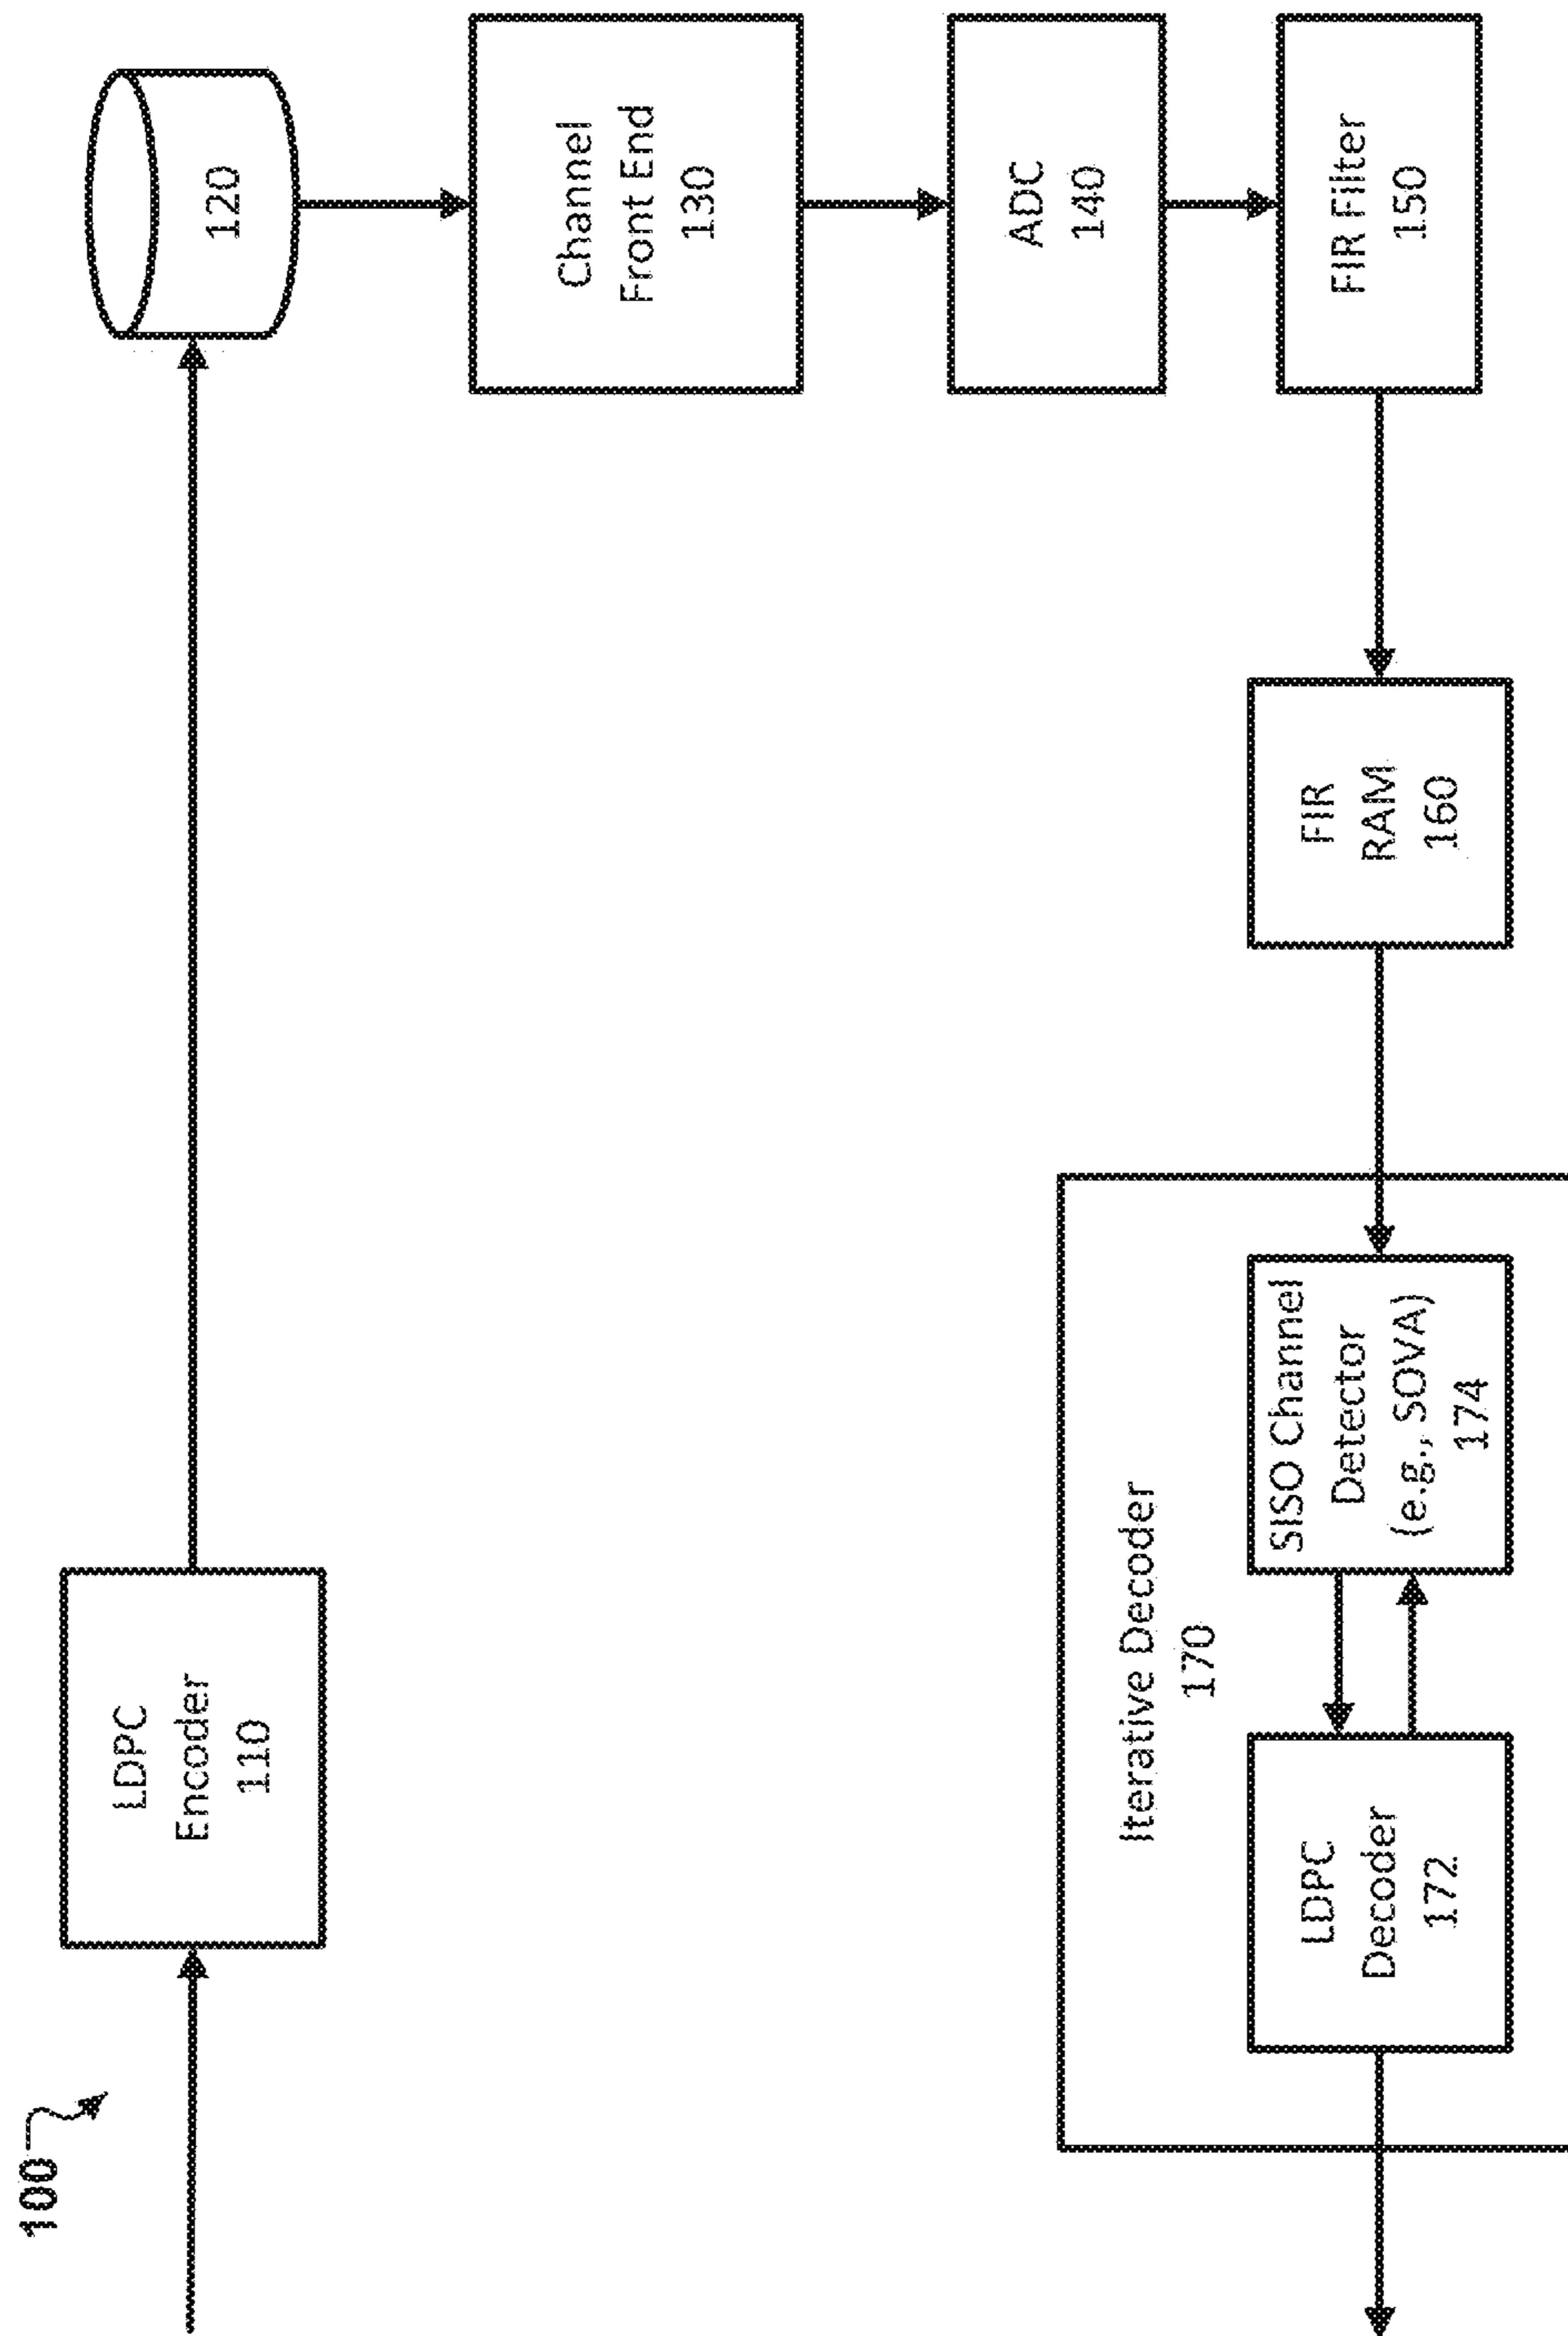 100
LDPC
Encoder
110
120
Channel
Front End
130
ADC
140
FIR Filter
150
FIR
RAM
160
Iterative Decoder
170
SISO Channel
Detector
(e.g., SOVA)
174
LDPC
Decoder
172